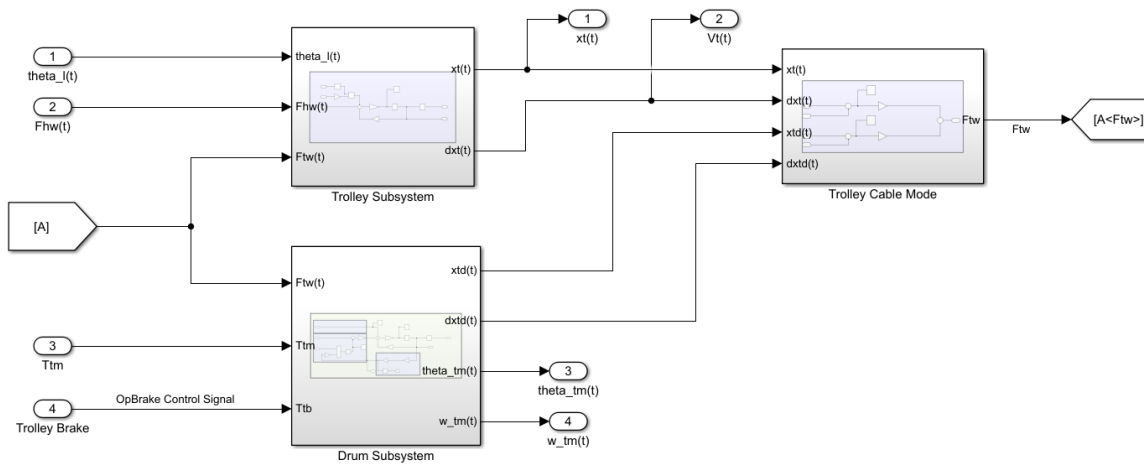 1
theta_l(t)
2
Fhw(t)
[A]
3
Ttm
4
OpBrake Control Signal
Trolley Brake
theta_l(t)
Fhw(t)
Ftw(t)
xt(t)
dxt(t)
Trolley Subsystem
1
xt(t)
2
Vt(t)
xt(t)
dxt(t)
xtd(t)
dxtd(t)
Ftw
Trolley Cable Mode
Ftw
[A<Ftw>]
Ftw(t)
Ttm
Ttb
xtd(t)
dxtd(t)
theta_tm(t)
w_tm(t)
Drum Subsystem
3
theta_tm(t)
4
w_tm(t)